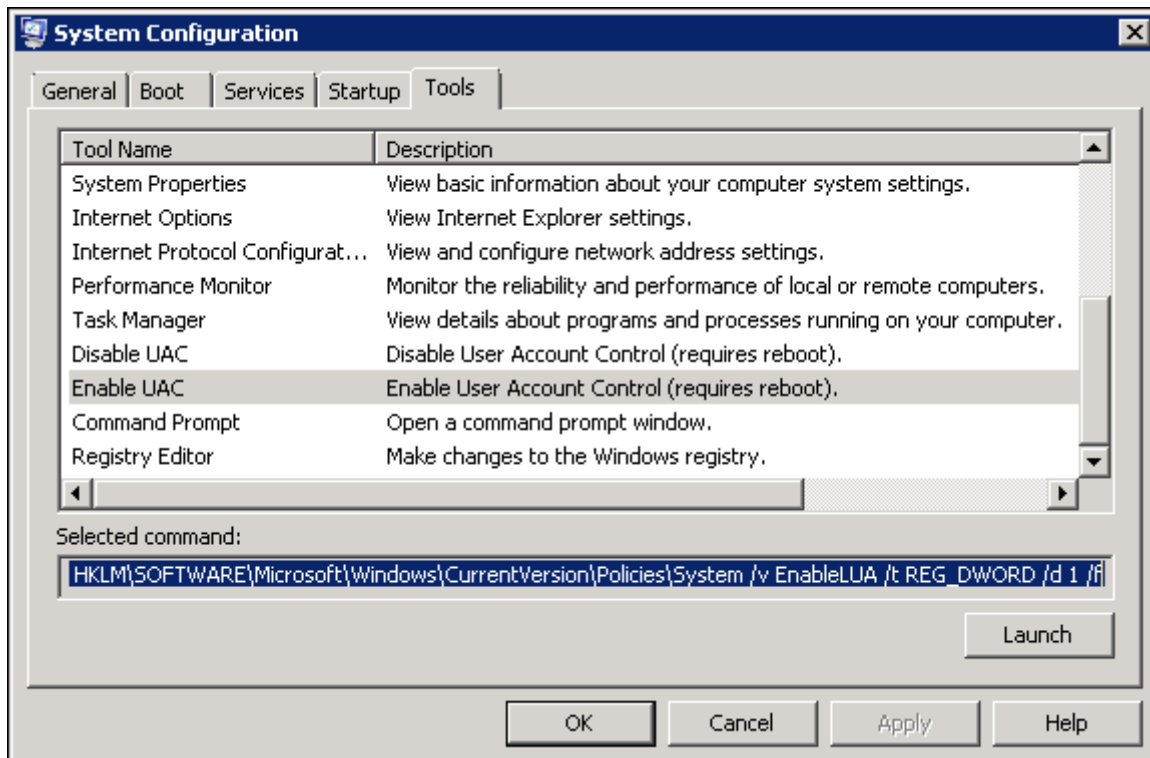 System Configuration
General Boot Services Startup Tools
Tool Name Description
System Properties View basic information about your computer system settings.
Internet Options View Internet Explorer settings.
Internet Protocol Configurat... View and configure network address settings.
Performance Monitor Monitor the reliability and performance of local or remote computers.
Task Manager View details about programs and processes running on your computer.
Disable UAC Disable User Account Control (requires reboot).
Enable UAC Enable User Account Control (requires reboot).
Command Prompt Open a command prompt window.
Registry Editor Make changes to the Windows registry.
Selected command:
HKLM\SOFTWARE\Microsoft\Windows\CurrentVersion\Policies\System /v EnableLUA /t REG_DWORD /d 1 /f
Launch
OK Cancel Apply Help